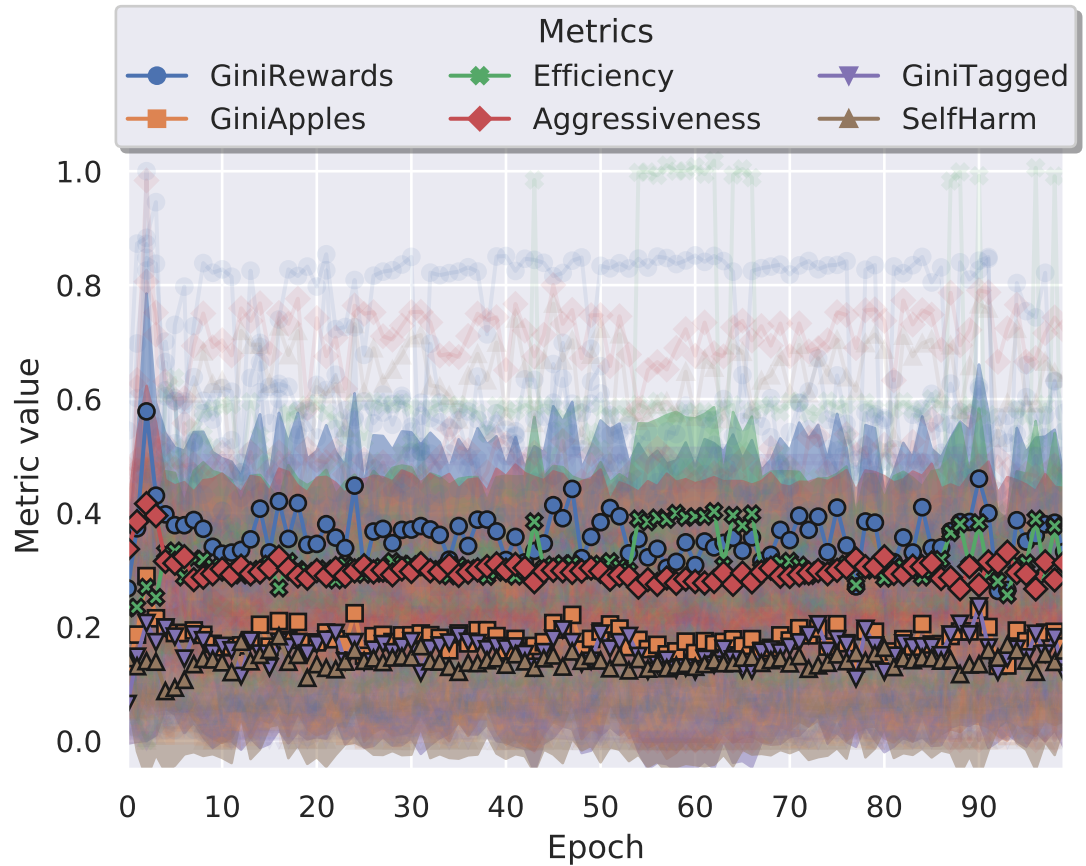 Metrics
GiniRewards Efficiency GiniTagged
GiniApples Aggressiveness SelfHarm
1.0
0.8
0.6
0.4
0.2
0.0
Metric value
0 10 20 30 40 50 60 70 80 90
Epoch